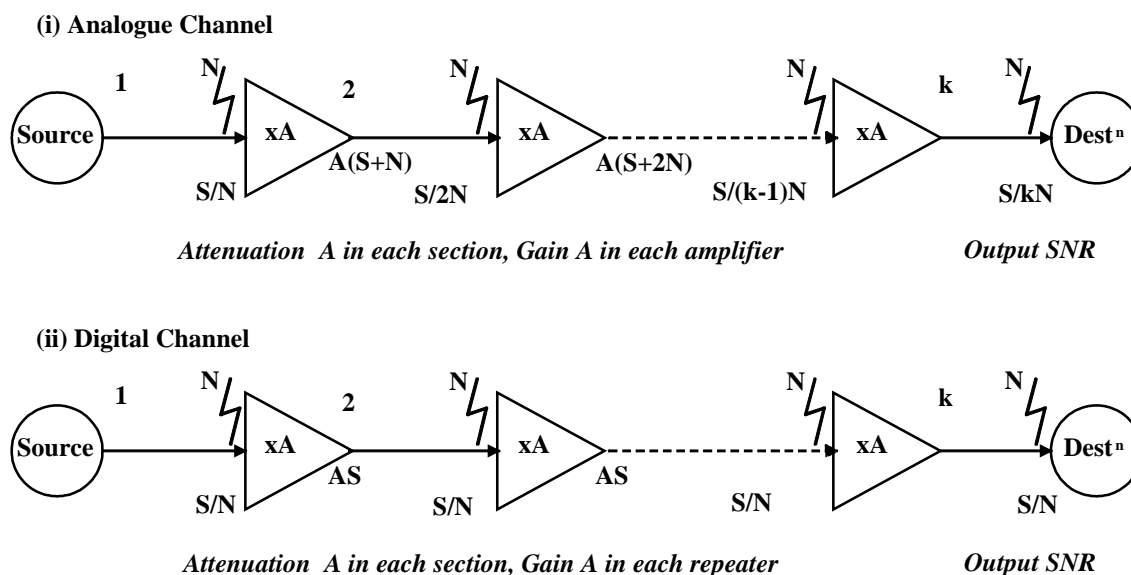 (i) Analogue Channel
1 N 2 N N k N
Source xA xA xA Destⁿ
A(S+N) A(S+2N)
S/N S/2N S/(k-1)N S/kN
Attenuation A in each section, Gain A in each amplifier Output SNR
(ii) Digital Channel
1 N 2 N N k N
Source xA xA xA Destⁿ
AS AS
S/N S/N S/N S/N
Attenuation A in each section, Gain A in each repeater Output SNR